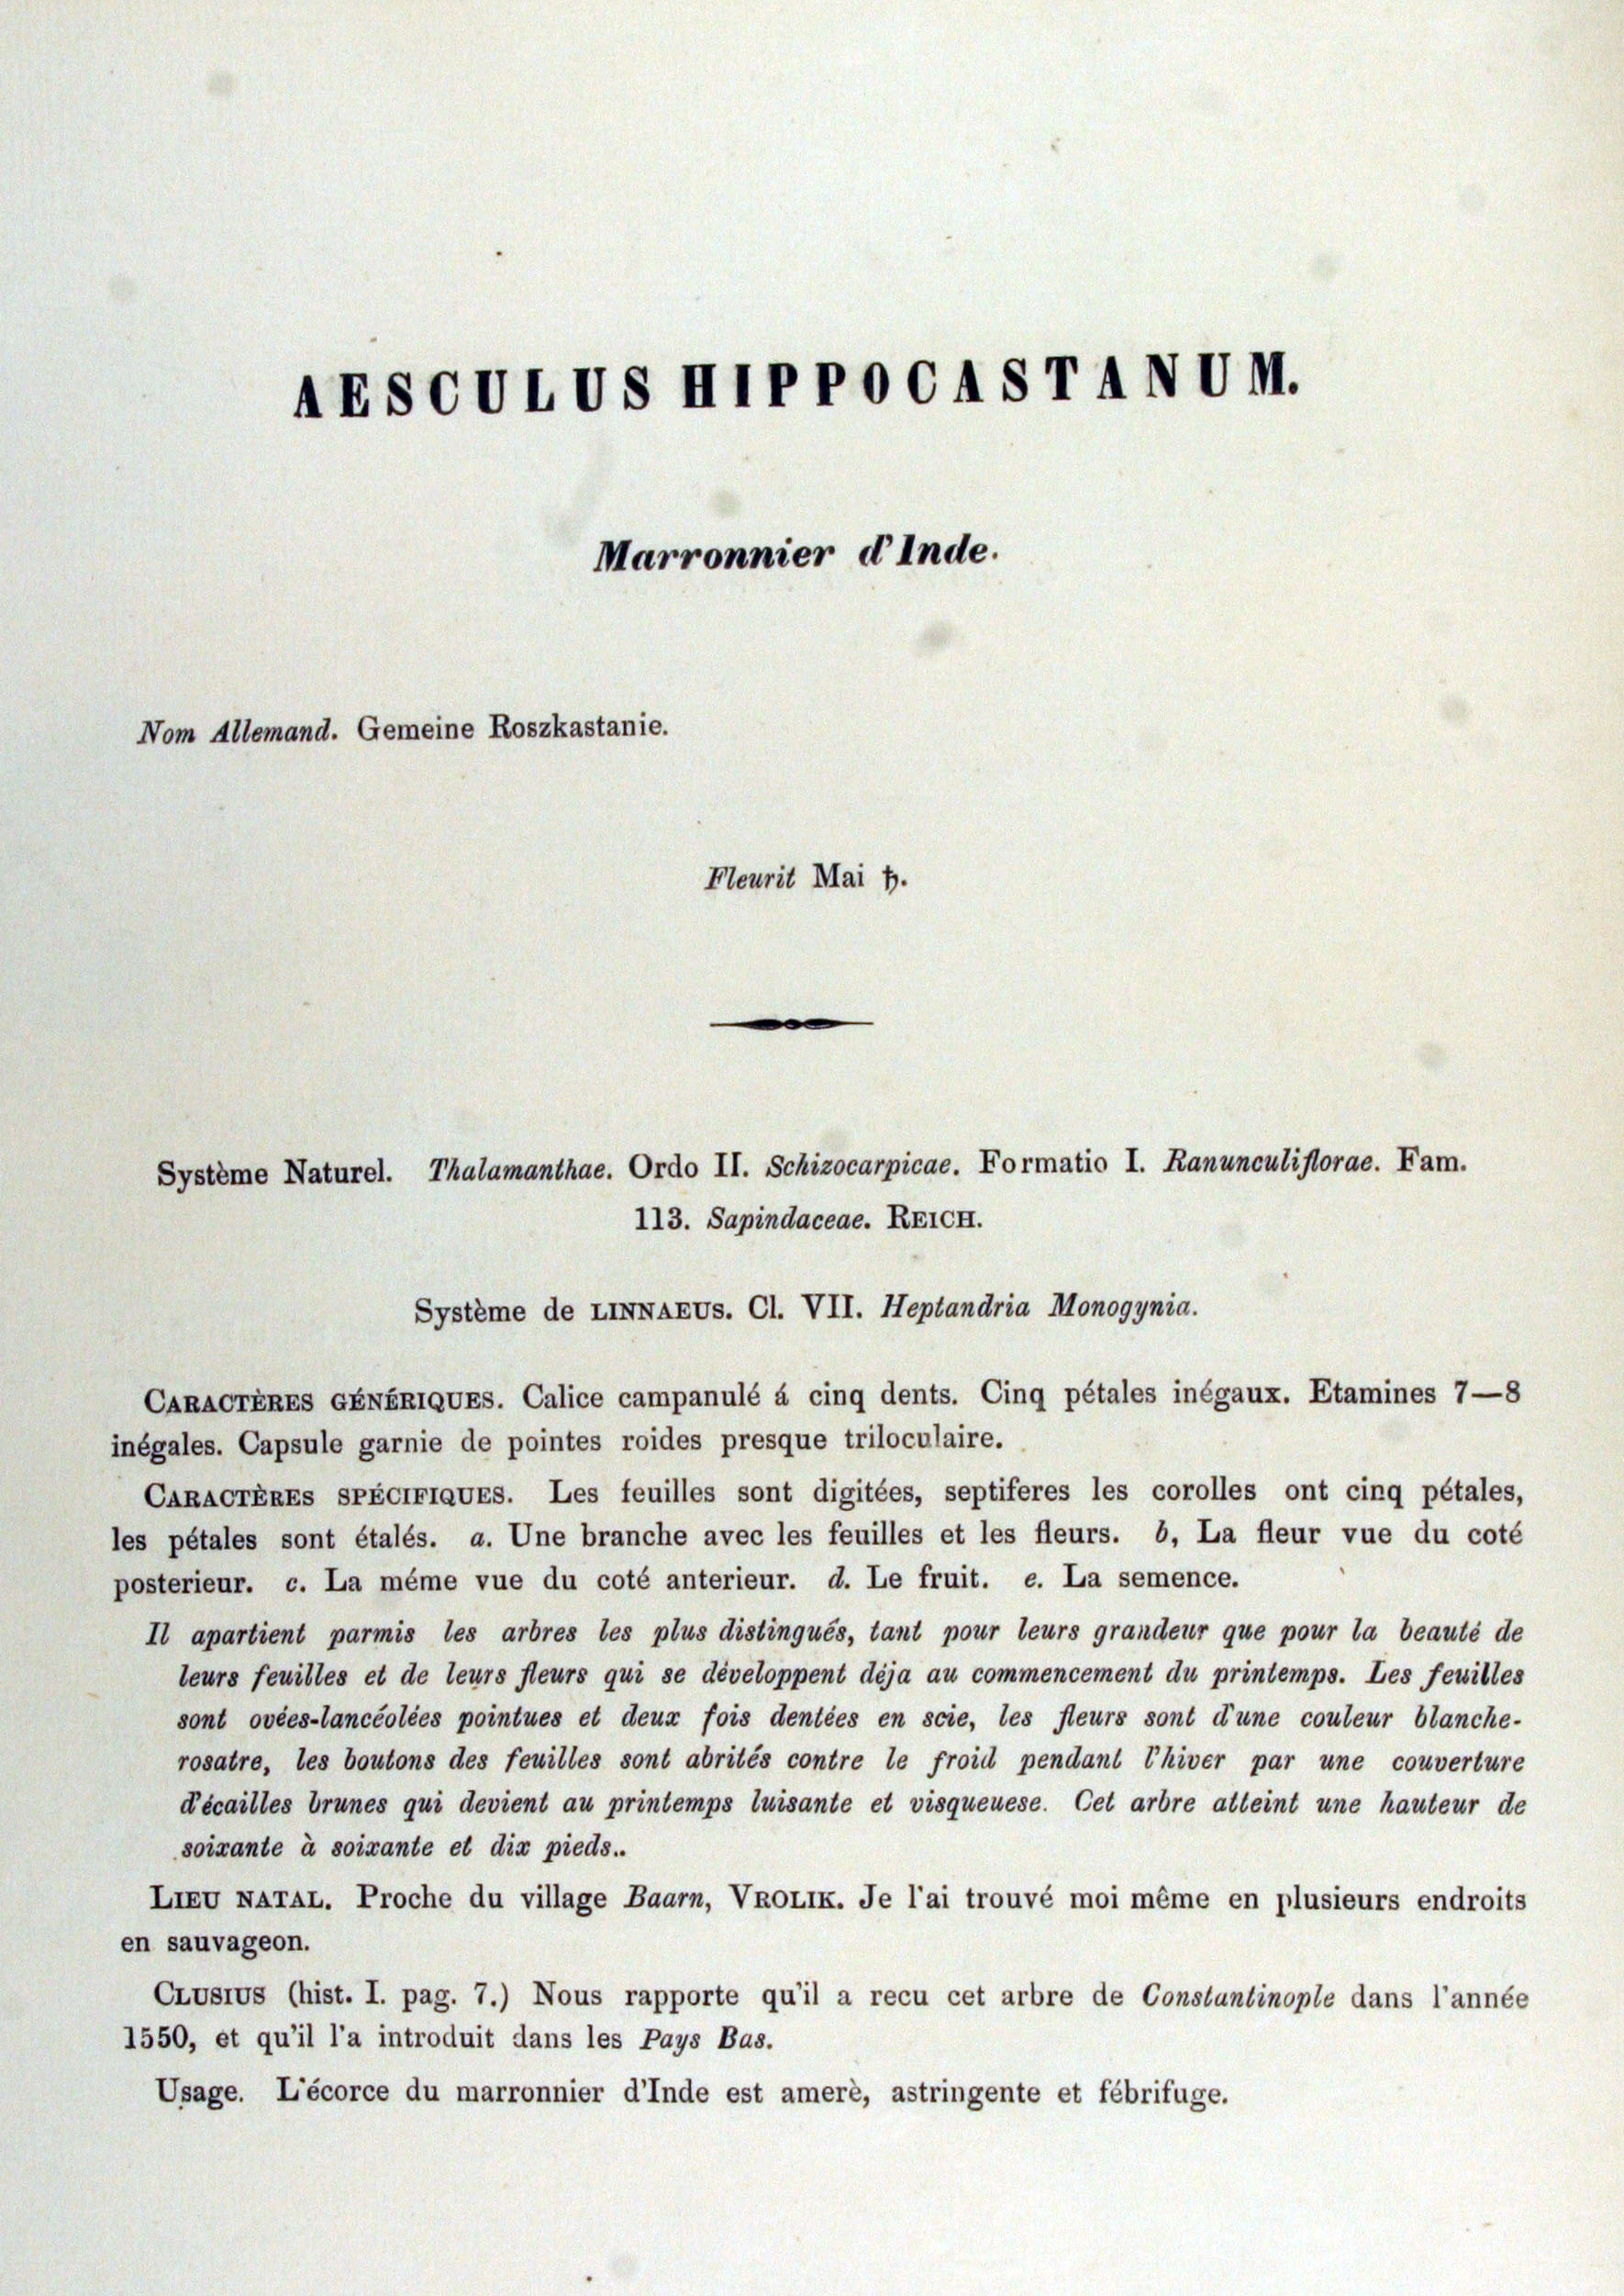 AESCULUS HIPPOCASTANUM.
Marronnier d'Inde.
Nom Allemand. Gemeine Roszkastanie.
Fleurit Mai ♄.
Système Naturel. Thalamanthae. Ordo II. Schizocarpicae. Formatio I. Ranunculiflorae. Fam.
113. Sapindaceae. REICH.
Système de LINNAEUS. Cl. VII. Heptandria Monogynia.
CARACTÈRES GÉNÉRIQUES. Calice campanulé á cinq dents. Cinq pétales inégaux. Etamines 7—8
inégales. Capsule garnie de pointes roides presque triloculaire.
CARACTÈRES SPÉCIFIQUES. Les feuilles sont digitées, septiferes les corolles ont cinq pétales,
les pétales sont étalés. a. Une branche avec les feuilles et les fleurs. b, La fleur vue du coté
posterieur. c. La méme vue du coté anterieur. d. Le fruit. e. La semence.
Il apartient parmis les arbres les plus distingués, tant pour leurs grandeur que pour la beauté de
leurs feuilles et de leurs fleurs qui se développent déja au commencement du printemps. Les feuilles
sont ovées-lancéolées pointues et deux fois dentées en scie, les fleurs sont d'une couleur blanche-
rosatre, les boutons des feuilles sont abrités contre le froid pendant l'hiver par une couverture
d'écailles brunes qui devient au printemps luisante et visqueuese. Cet arbre atteint une hauteur de
soixante à soixante et dix pieds..
LIEU NATAL. Proche du village Baarn, VROLIK. Je l'ai trouvé moi même en plusieurs endroits
en sauvageon.
CLUSIUS (hist. I. pag. 7.) Nous rapporte qu'il a recu cet arbre de Constantinople dans l'année
1550, et qu'il l'a introduit dans les Pays Bas.
Usage. L'écorce du marronnier d'Inde est amerè, astringente et fébrifuge.